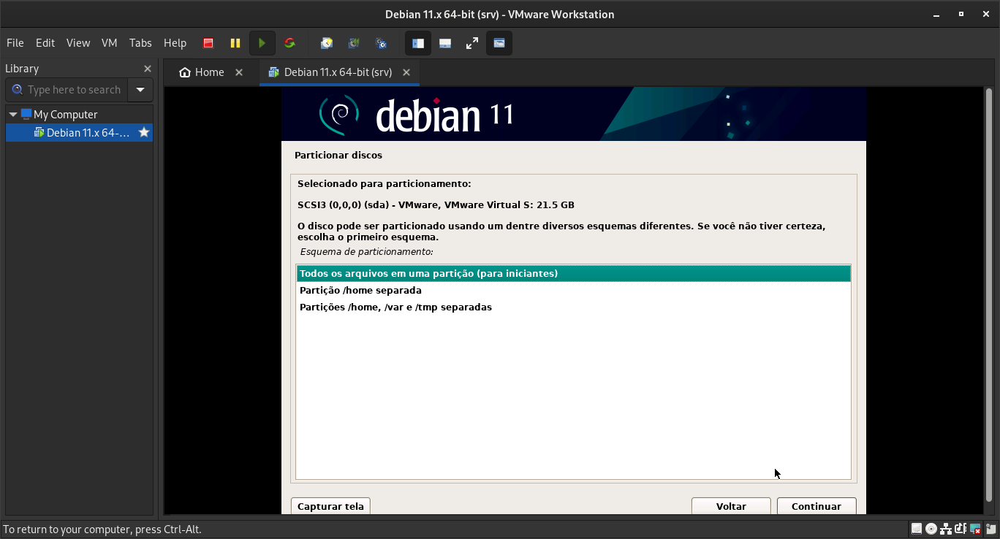 Debian 11.x 64-bit (srv) - VMware Workstation
File Edit View VM Tabs Help
Library
Home
Debian 11.x 64-bit (srv)
Type here to search
My Computer
Debian 11.x 64-...
debian 11
Particionar discos
Selecionado para particionamento:
SCSI3 (0,0,0) (sda) - VMware, VMware Virtual S: 21.5 GB
O disco pode ser particionado usando um dentre diversos esquemas diferentes. Se você não tiver certeza,
escolha o primeiro esquema.
Esquema de particionamento:
Todos os arquivos em uma partição (para iniciantes)
Partição /home separada
Partições /home, /var e /tmp separadas
Capturar tela
Voltar
Continuar
To return to your computer, press Ctrl-Alt.